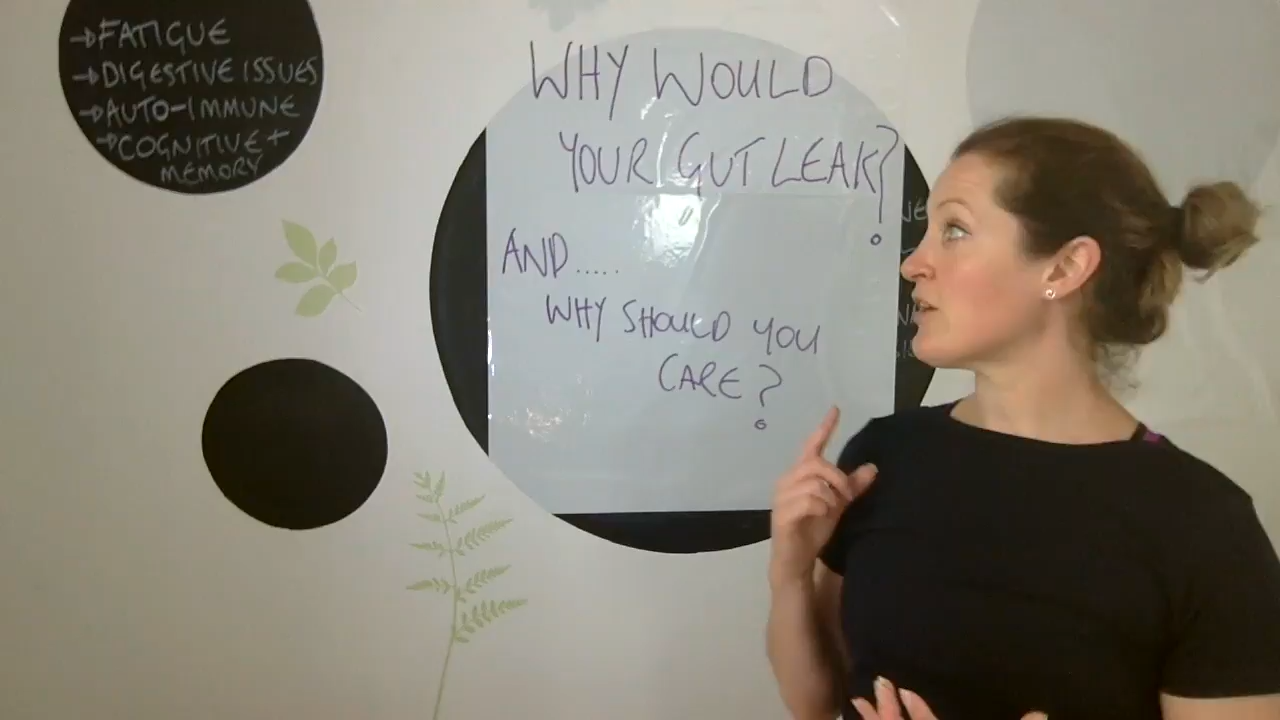 →FATIGUE
→DIGESTIVE ISSUES
→AUTO-IMMUNE
→COGNITIVE +
MEMORY
WHY WOULD
YOUR GUT LEAK?
AND.....
WHY SHOULD YOU
CARE?